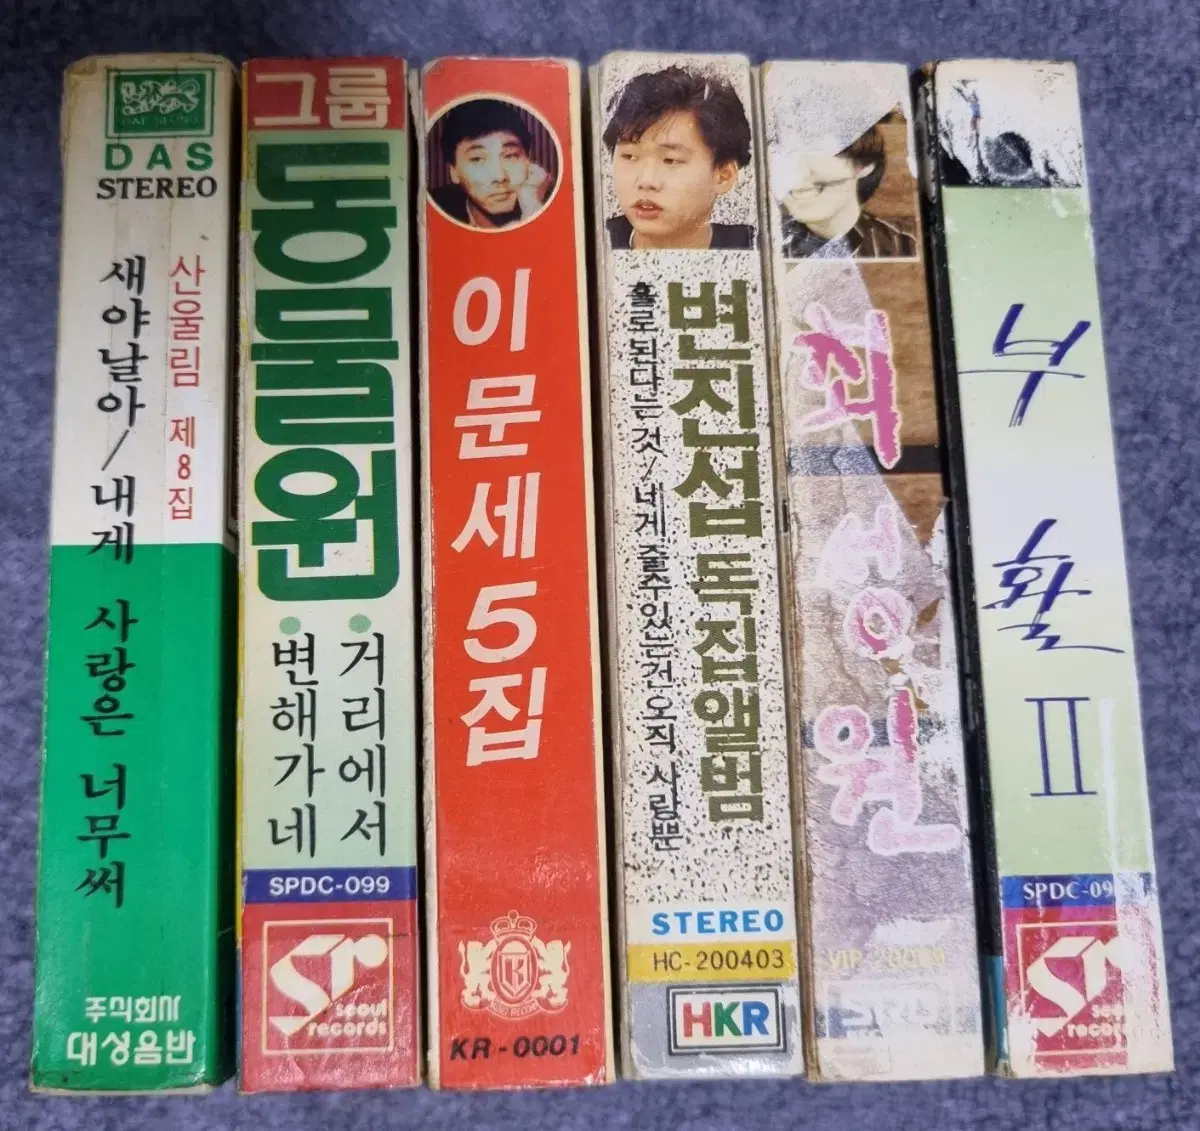 DAS
STEREO
산울림 제8집
새야날아/내게 사랑은 너무써
주식회사
대성음반
그룹
동물원
·거리에서
·변해가네
SPDC-099
Sr
seoul
records
이문세5집
KR-0001
변진섭 독집앨범
홀로된다는것/네게줄수있는건오직 사랑뿐
STEREO
HC-200403
HKR
최성원
부활 II
SPDC-09
Sr